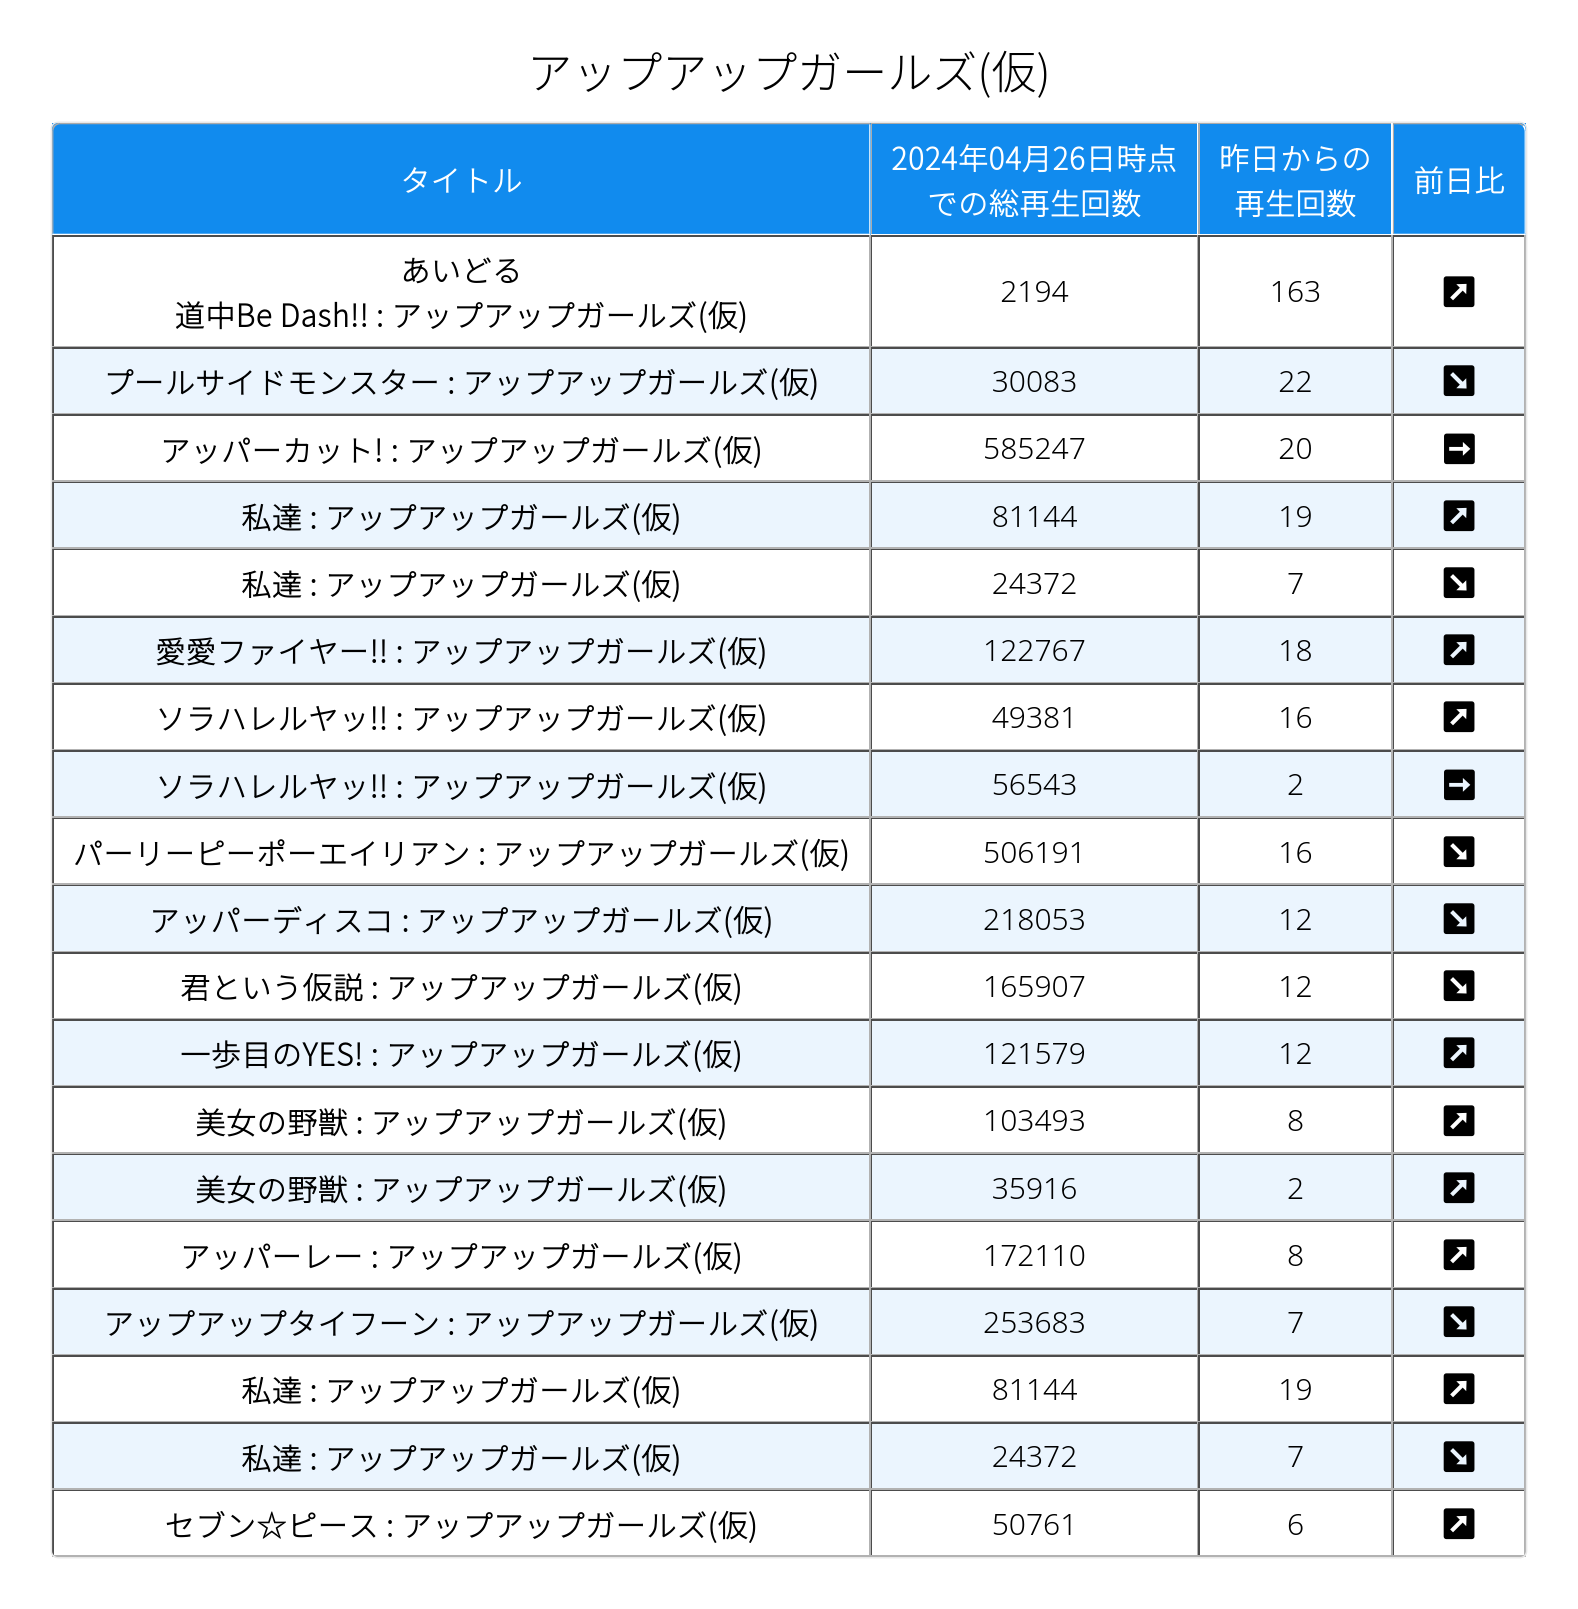 アップアップガールズ(仮)
タイトル 2024年04月26日時点 昨日からの 前日比
での総再生回数 再生回数
あいどる
道中Be Dash!! : アップアップガールズ(仮) 2194 163 ↗
プールサイドモンスター : アップアップガールズ(仮) 30083 22 ↘
アッパーカット! : アップアップガールズ(仮) 585247 20 →
私達 : アップアップガールズ(仮) 81144 19 ↗
私達 : アップアップガールズ(仮) 24372 7 ↘
愛愛ファイヤー!! : アップアップガールズ(仮) 122767 18 ↗
ソラハレルヤッ!! : アップアップガールズ(仮) 49381 16 ↗
ソラハレルヤッ!! : アップアップガールズ(仮) 56543 2 →
パーリーピーポーエイリアン : アップアップガールズ(仮) 506191 16 ↘
アッパーディスコ : アップアップガールズ(仮) 218053 12 ↘
君という仮説 : アップアップガールズ(仮) 165907 12 ↘
一歩目のYES! : アップアップガールズ(仮) 121579 12 ↗
美女の野獣 : アップアップガールズ(仮) 103493 8 ↗
美女の野獣 : アップアップガールズ(仮) 35916 2 ↗
アッパーレー : アップアップガールズ(仮) 172110 8 ↗
アップアップタイフーン : アップアップガールズ(仮) 253683 7 ↘
私達 : アップアップガールズ(仮) 81144 19 ↗
私達 : アップアップガールズ(仮) 24372 7 ↘
セブン☆ピース : アップアップガールズ(仮) 50761 6 ↗